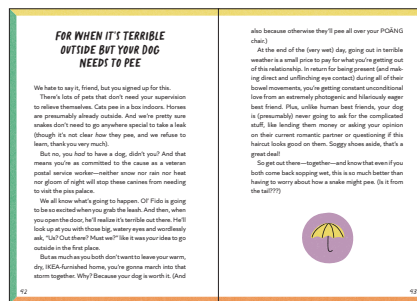 FOR WHEN IT'S TERRIBLE
OUTSIDE BUT YOUR DOG
NEEDS TO PEE
We hate to say it, friend, but you signed up for this.
There's lots of pets that don't need your supervision
to relieve themselves. Cats pee in a box indoors. Horses
are presumably already outside. And we're pretty sure
snakes don't need to go anywhere special to take a leak
(though it's not clear how they pee, and we refuse to
learn, thank you very much).
But no, you had to have a dog, didn't you? And that
means you're as committed to the cause as a veteran
postal service worker—neither snow nor rain nor heat
nor gloom of night will stop these canines from needing
to visit the piss palace.
We all know what's going to happen. Ol' Fido is going
to be so excited when you grab the leash. And then, when
you open the door, he'll realize it's terrible out there. He'll
look up at you with those big, watery eyes and wordlessly
ask, "Us? Out there? Must we?" like it was your idea to go
outside in the first place.
But as much as you both don't want to leave your warm,
dry, IKEA-furnished home, you're gonna march into that
storm together. Why? Because your dog is worth it. (And
42
also because otherwise they'll pee all over your POÄNG
chair.)
At the end of the (very wet) day, going out in terrible
weather is a small price to pay for what you're getting out
of this relationship. In return for being present (and mak-
ing direct and unflinching eye contact) during all of their
bowel movements, you're getting constant unconditional
love from an extremely photogenic and hilariously eager
best friend. Plus, unlike human best friends, your dog
is (presumably) never going to ask for the complicated
stuff, like lending them money or asking your opinion
on their current romantic partner or questioning if this
haircut looks good on them. Soggy shoes aside, that's a
great deal!
So get out there—together—and know that even if you
both come back sopping wet, this is so much better than
having to worry about how a snake might pee. (Is it from
the tail???)
43